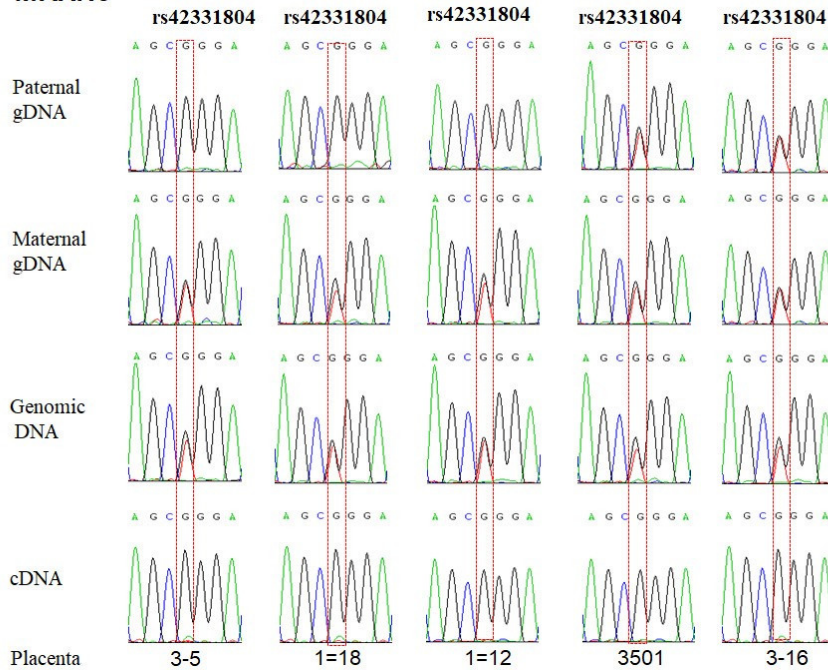 rs42331804 rs42331804 rs42331804 rs42331804 rs42331804
A G C G G G A A G C G G G A A G C G G G A A G C G G G A A G C G G G A
Paternal
gDNA
A G C G G G A A G C G G G A A G C G G G A A G C G G G A A G C G G G A
Maternal
gDNA
A G C G G G A A G C G G G A A G C G G G A A G C G G G A A G C G G G A
Genomic
DNA
A G C G G G A A G C G G G A A G C G G G A A G C G G G A A G C G G G A
cDNA
Placenta 3-5 1=18 1=12 3501 3-16